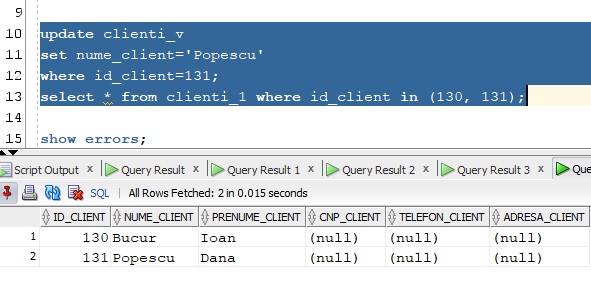 9
10 update clienti_v
11 set nume_client='Popescu'
12 where id_client=131;
13 select * from clienti_1 where id_client in (130, 131);
14
15 show errors;
Script Output x Query Result x Query Result 1 x Query Result 2 x Query Result 3 x Que
SQL | All Rows Fetched: 2 in 0.015 seconds
ID_CLIENT NUME_CLIENT PRENUME_CLIENT CNP_CLIENT TELEFON_CLIENT ADRESA_CLIENT
1 130 Bucur Ioan (null) (null) (null)
2 131 Popescu Dana (null) (null) (null)